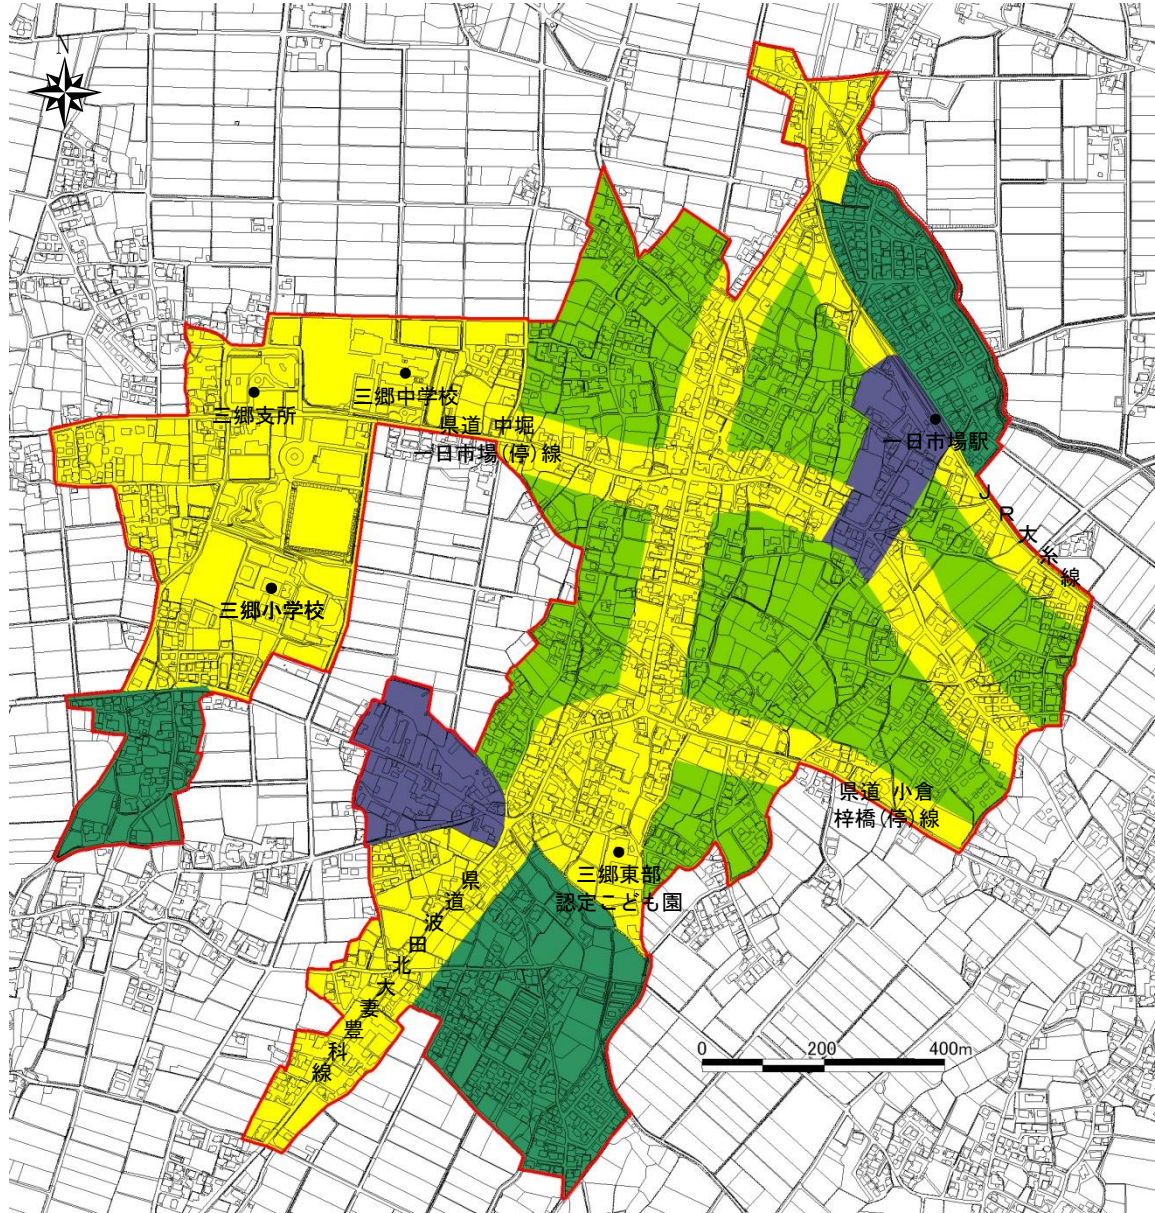 N
三郷支所
三郷中学校
県道 中堀
一日市場(停)線
一日市場駅
JR大糸線
三郷小学校
県道 小倉
梓橋(停)線
三郷東部
認定こども園
県道波田北大妻豊科線
0 200 400m